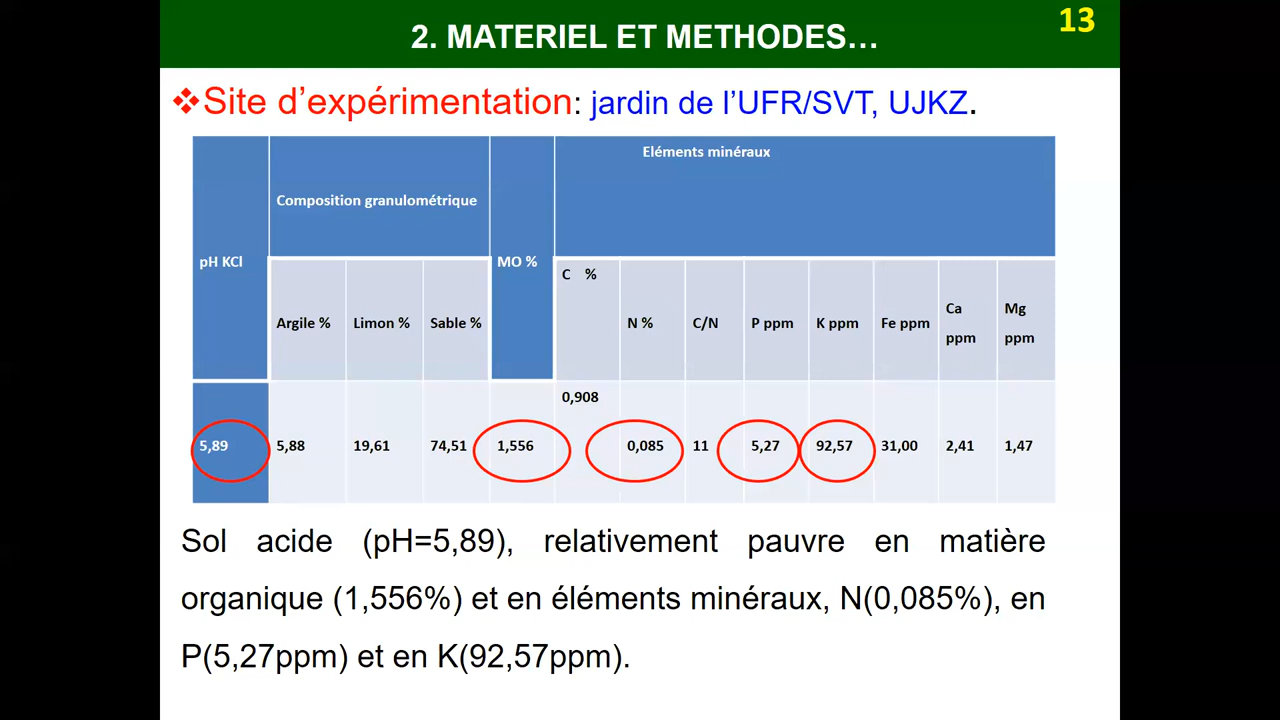 13
2. MATERIEL ET METHODES…
❖Site d’expérimentation: jardin de l’UFR/SVT, UJKZ.
Eléments minéraux
Composition granulométrique
pH KCl
MO %
C %
Argile % Limon % Sable % N % C/N P ppm K ppm Fe ppm Ca ppm Mg ppm
0,908
5,89 5,88 19,61 74,51 1,556 0,085 11 5,27 92,57 31,00 2,41 1,47
Sol acide (pH=5,89), relativement pauvre en matière
organique (1,556%) et en éléments minéraux, N(0,085%), en
P(5,27ppm) et en K(92,57ppm).